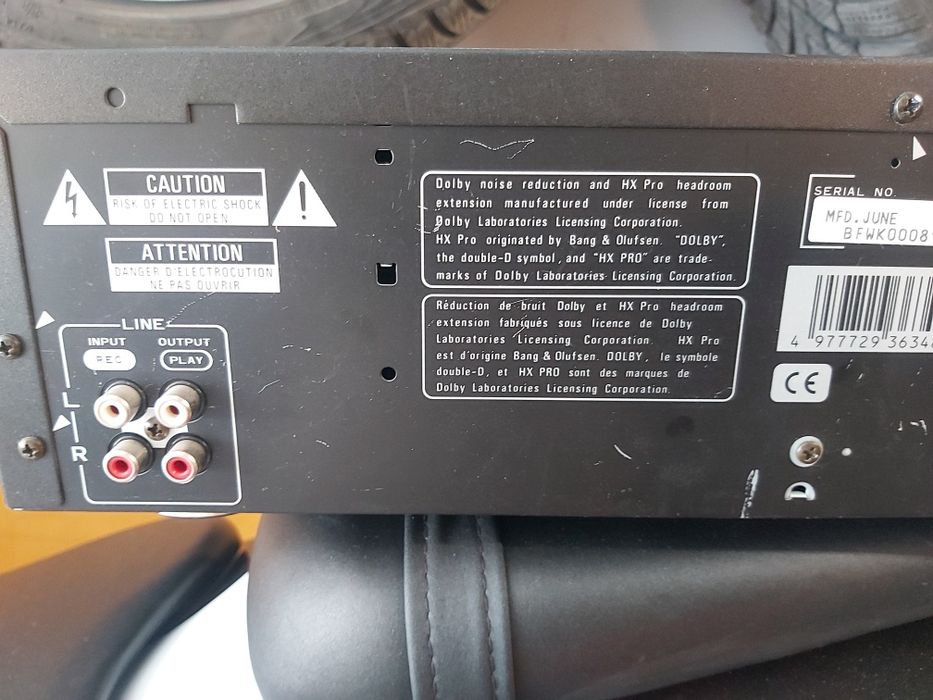 CAUTION
RISK OF ELECTRIC SHOCK
DO NOT OPEN
ATTENTION
DANGER D'ELECTROCUTION
NE PAS OUVRIR
LINE
INPUT OUTPUT
REC PLAY
L
R
Dolby noise reduction and HX Pro headroom
extension manufactured under license from
Dolby Laboratories Licensing Corporation.
HX Pro originated by Bang & Olufsen. "DOLBY",
the double-D symbol, and "HX PRO" are trade-
marks of Dolby Laboratories Licensing Corporation.
Réduction de bruit Dolby et HX Pro headroom
extension fabriqués sous licence de Dolby
Laboratories Licensing Corporation. HX Pro
est d'origine Bang & Olufsen. DOLBY, le symbole
double-D, et HX PRO sont des marques de
Dolby Laboratories Licensing Corporation.
SERIAL NO.
MFD. JUNE
BFWK0008
4 977729 36348
CE